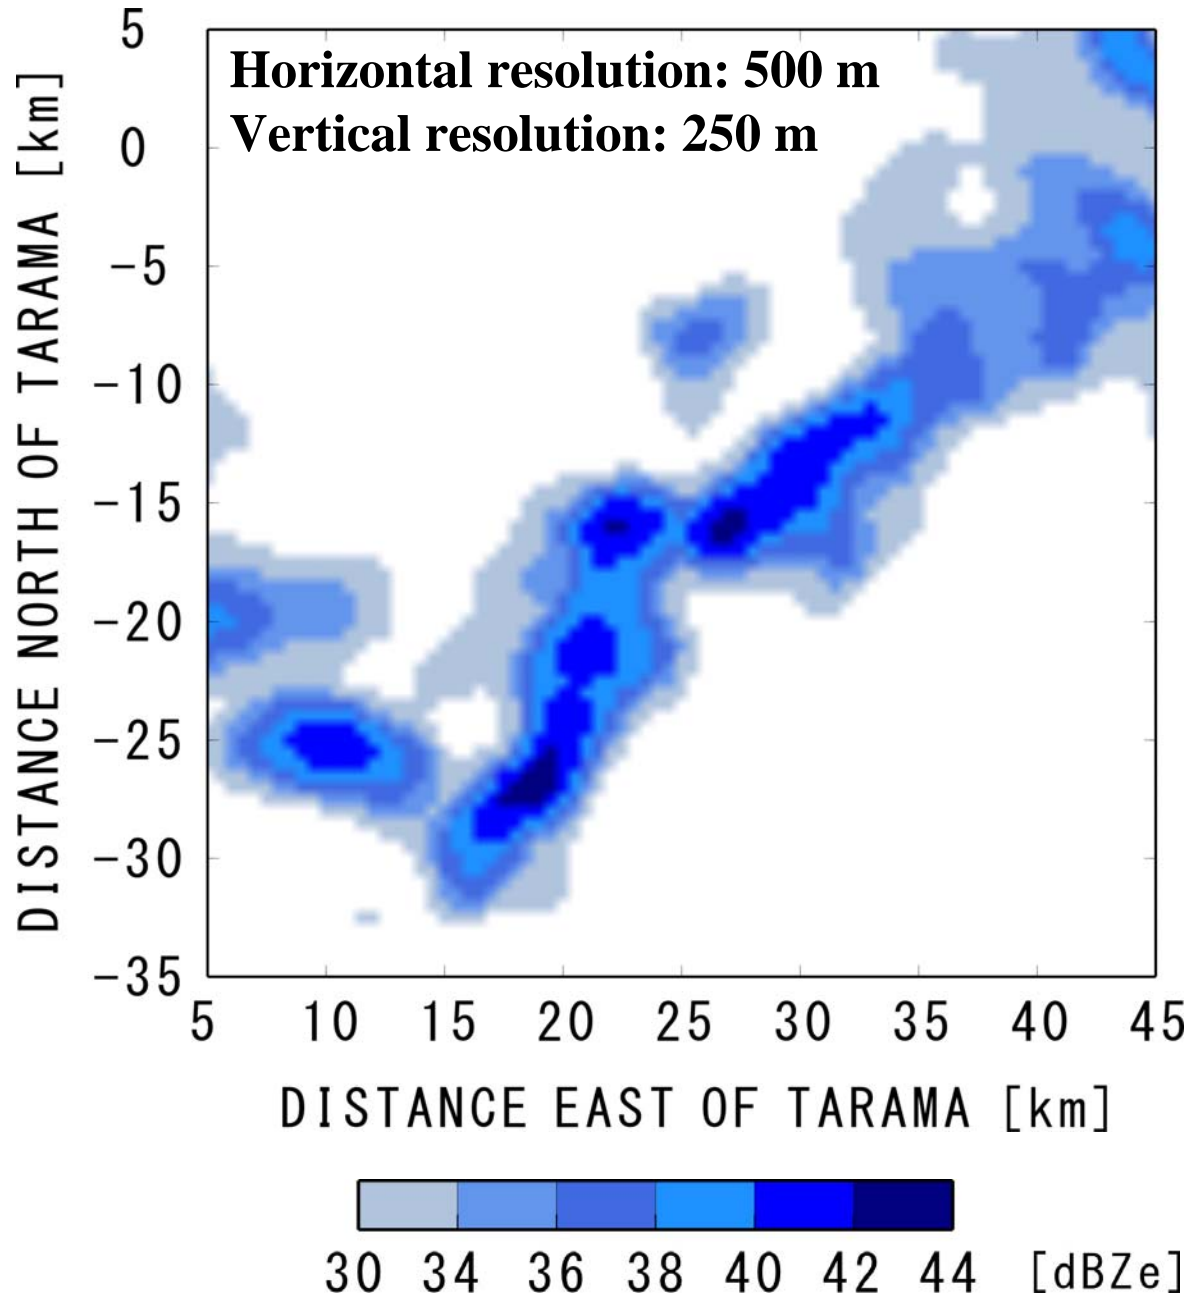 Horizontal resolution: 500 m
Vertical resolution: 250 m
DISTANCE NORTH OF TARAMA [km]
5
0
-5
-10
-15
-20
-25
-30
-35
5 10 15 20 25 30 35 40 45
DISTANCE EAST OF TARAMA [km]
30 34 36 38 40 42 44 [dBZe]